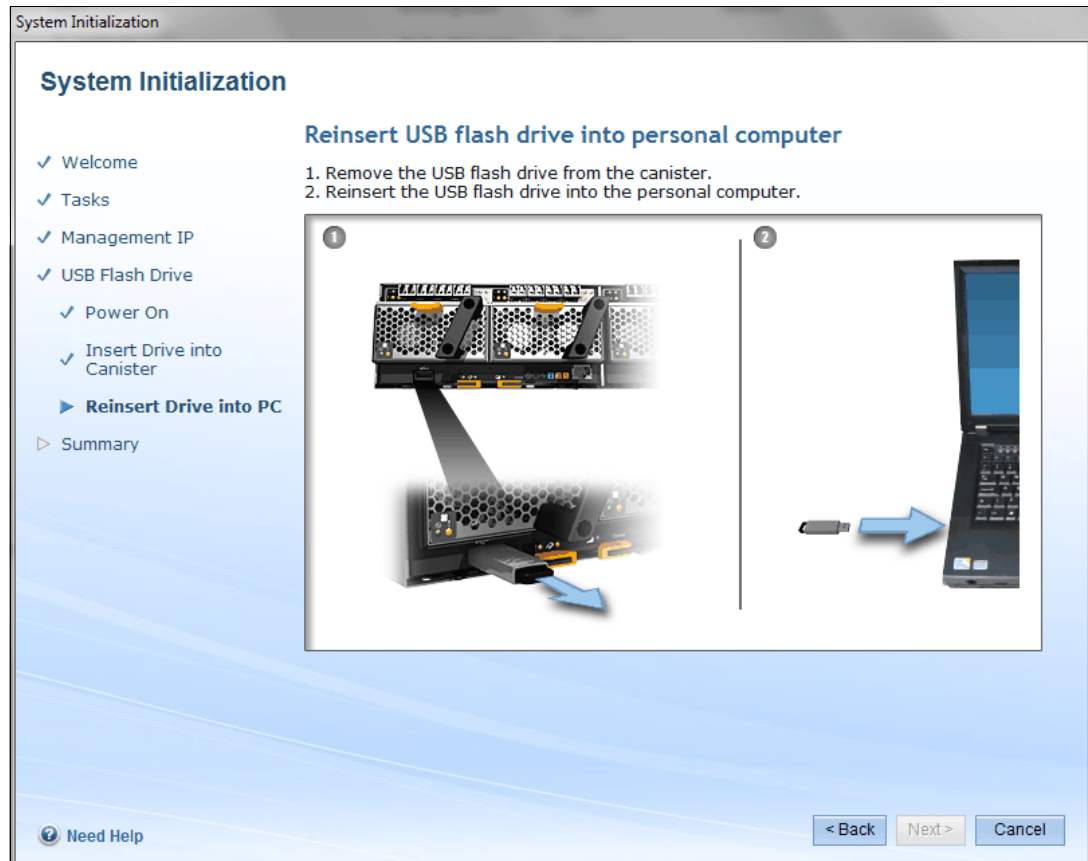 System Initialization
System Initialization
✓ Welcome
✓ Tasks
✓ Management IP
✓ USB Flash Drive
✓ Power On
✓ Insert Drive into
Canister
Reinsert Drive into PC
Summary
Reinsert USB flash drive into personal computer
1. Remove the USB flash drive from the canister.
2. Reinsert the USB flash drive into the personal computer.
1
2
Need Help
< Back
Next >
Cancel